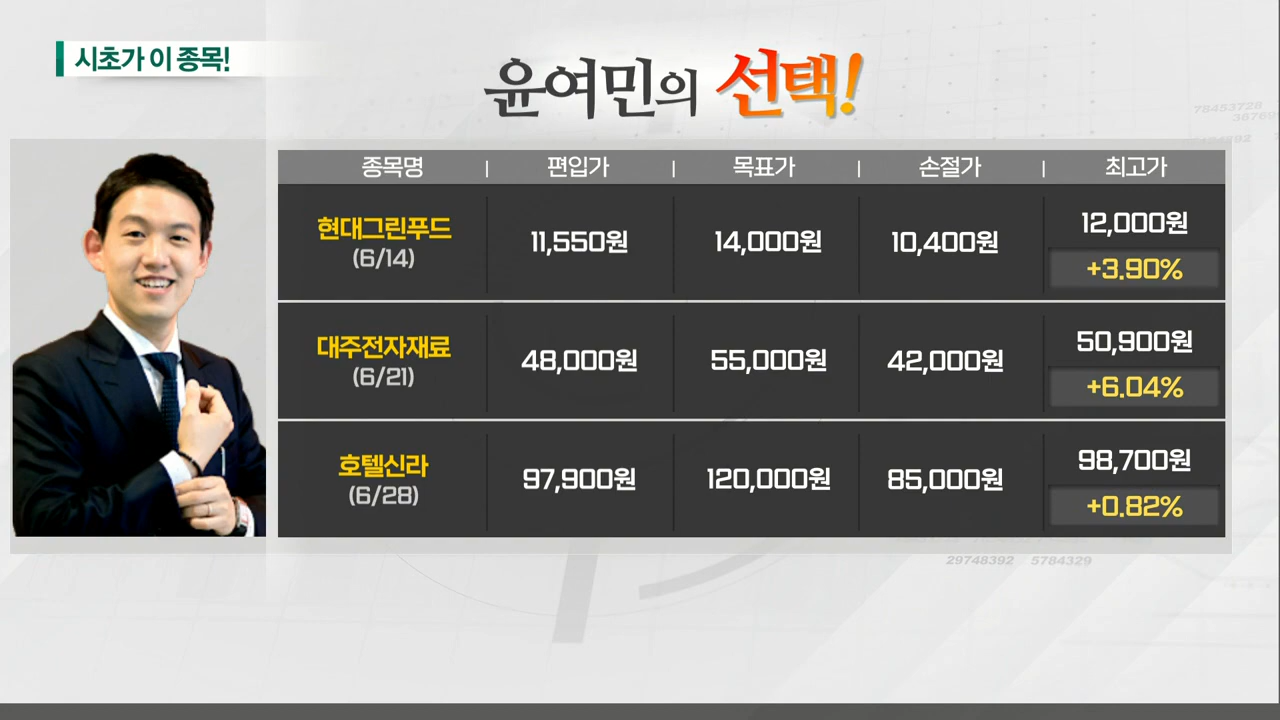 시초가 이 종목!
윤여민의 선택!
종목명 | 편입가 | 목표가 | 손절가 | 최고가
현대그린푸드
(6/14)
11,550원
14,000원
10,400원
12,000원
+3.90%
대주전자재료
(6/21)
48,000원
55,000원
42,000원
50,900원
+6.04%
호텔신라
(6/28)
97,900원
120,000원
85,000원
98,700원
+0.82%
78453728
29748392 5784329